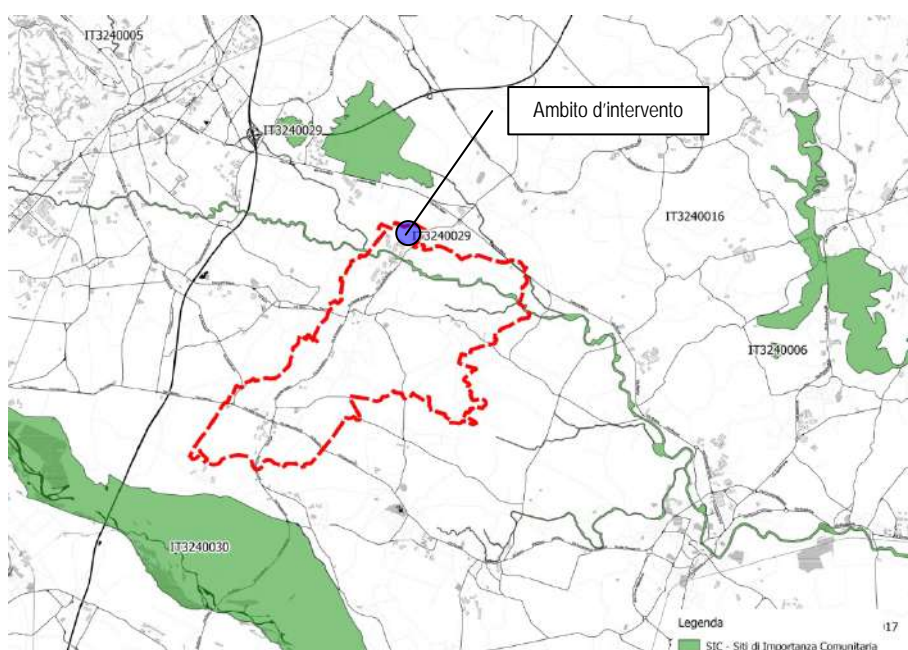 IT3240005
Ambito d'intervento
IT3240029
IT3240016
IT3240029
IT3240006
IT3240030
Legenda
17
SIC - Siti di Importanza Comunitaria